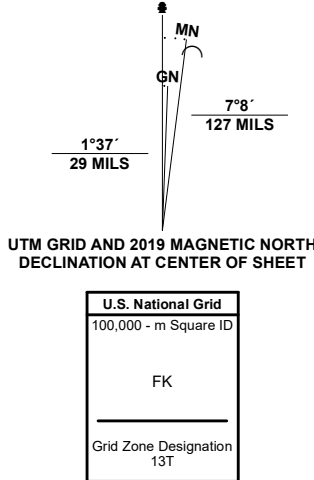 MN
GN
7°8´
127 MILS
1°37´
29 MILS
UTM GRID AND 2019 MAGNETIC NORTH
DECLINATION AT CENTER OF SHEET
U.S. National Grid
100,000 - m Square ID
FK
Grid Zone Designation
13T